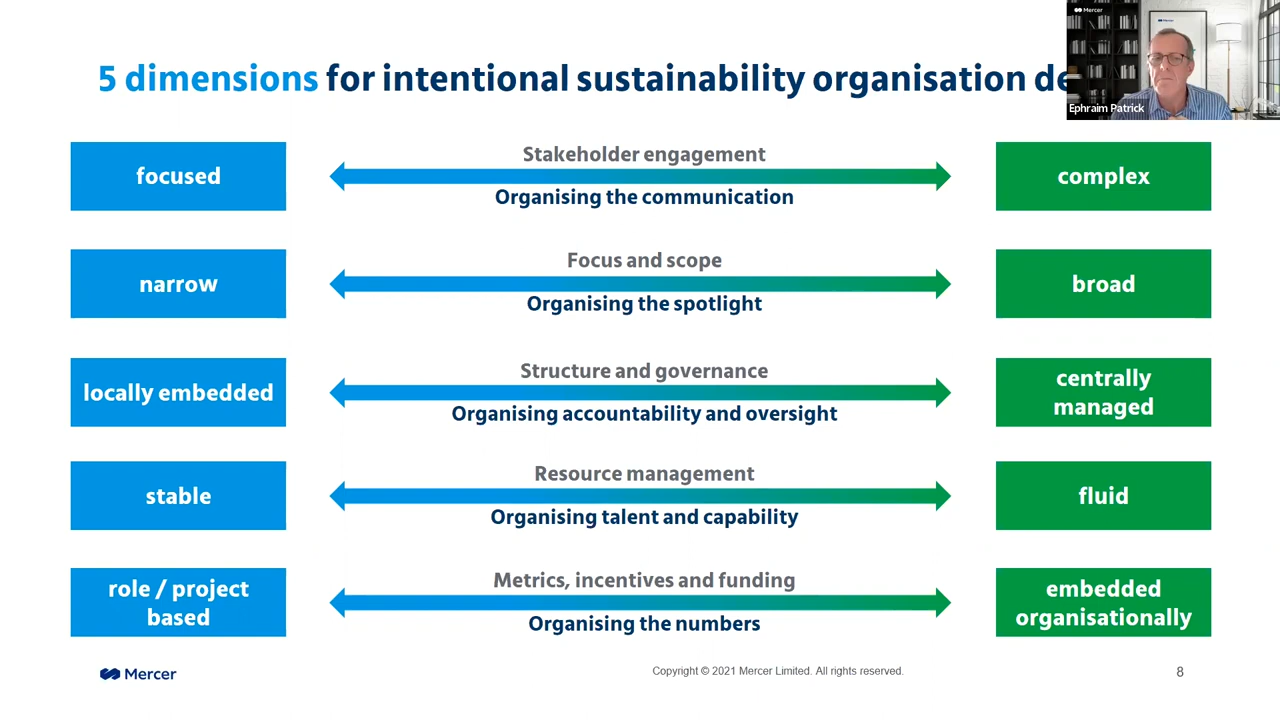 5 dimensions for intentional sustainability organisation de
Mercer
Mercer
Ephraim Patrick
focused
Stakeholder engagement
Organising the communication
complex
narrow
Focus and scope
Organising the spotlight
broad
locally embedded
Structure and governance
Organising accountability and oversight
centrally
managed
stable
Resource management
Organising talent and capability
fluid
role / project
based
Metrics, incentives and funding
Organising the numbers
embedded
organisationally
Mercer
Copyright © 2021 Mercer Limited. All rights reserved.
8